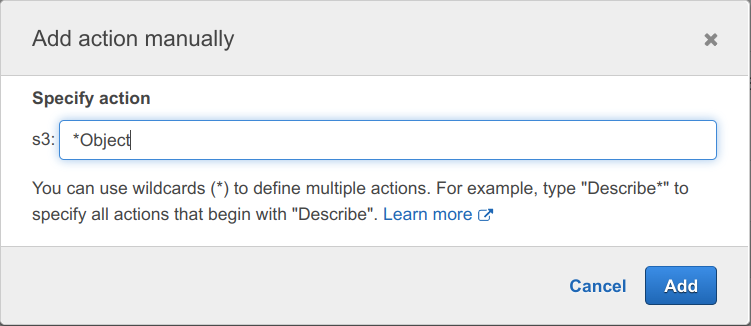 Add action manually
Specify action
s3: *Object
You can use wildcards (*) to define multiple actions. For example, type "Describe*" to
specify all actions that begin with "Describe". Learn more
Cancel Add